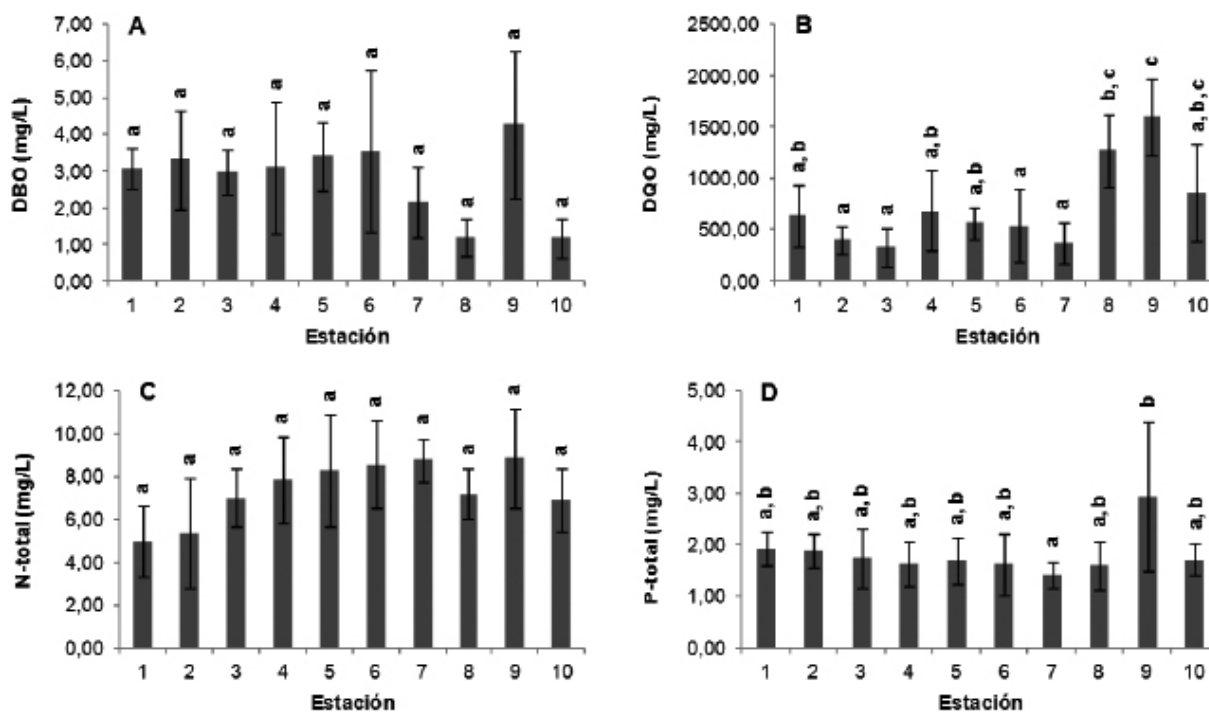 A
DBO (mg/L)
7,00
6,00
5,00
4,00
3,00
2,00
1,00
0,00
a a a a a a a a a a
1 2 3 4 5 6 7 8 9 10
Estación
B
DQO (mg/L)
2500,00
2000,00
1500,00
1000,00
500,00
0,00
a, b a a a, b a, b a a b, c c a, b, c
1 2 3 4 5 6 7 8 9 10
Estación
C
N-total (mg/L)
12,00
10,00
8,00
6,00
4,00
2,00
0,00
a a a a a a a a a a
1 2 3 4 5 6 7 8 9 10
Estación
D
P-total (mg/L)
5,00
4,00
3,00
2,00
1,00
0,00
a, b a, b a, b a, b a, b a, b a a, b b a, b
1 2 3 4 5 6 7 8 9 10
Estación